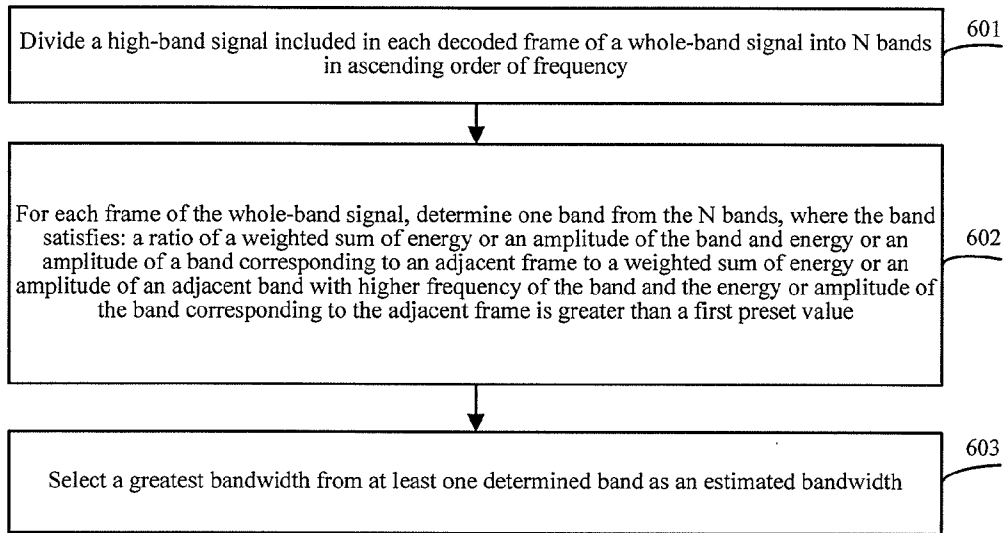 Divide a high-band signal included in each decoded frame of a whole-band signal into N bands
in ascending order of frequency
601
For each frame of the whole-band signal, determine one band from the N bands, where the band
satisfies: a ratio of a weighted sum of energy or an amplitude of the band and energy or an
amplitude of a band corresponding to an adjacent frame to a weighted sum of energy or an
amplitude of an adjacent band with higher frequency of the band and the energy or amplitude of
the band corresponding to the adjacent frame is greater than a first preset value
602
Select a greatest bandwidth from at least one determined band as an estimated bandwidth
603